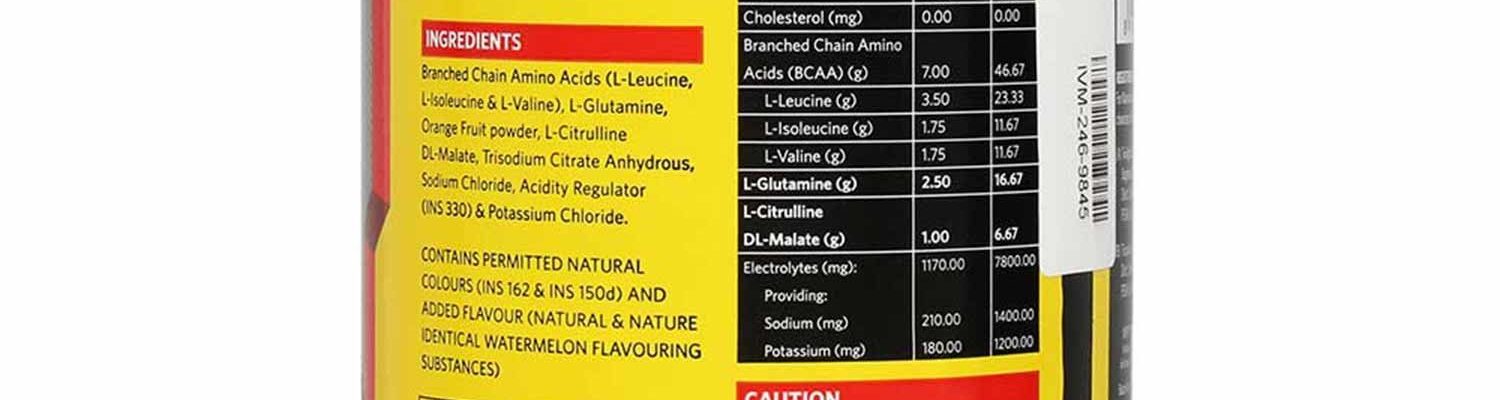 INGREDIENTS
Branched Chain Amino Acids (L-Leucine,
L-Isoleucine & L-Valine), L-Glutamine,
Orange Fruit powder, L-Citrulline
DL-Malate, Trisodium Citrate Anhydrous,
Sodium Chloride, Acidity Regulator
(INS 330) & Potassium Chloride.
CONTAINS PERMITTED NATURAL
COLOURS (INS 162 & INS 150d) AND
ADDED FLAVOUR (NATURAL & NATURE
IDENTICAL WATERMELON FLAVOURING
SUBSTANCES)
Cholesterol (mg) 0.00 0.00
Branched Chain Amino
Acids (BCAA) (g) 7.00 46.67
L-Leucine (g) 3.50 23.33
L-Isoleucine (g) 1.75 11.67
L-Valine (g) 1.75 11.67
L-Glutamine (g) 2.50 16.67
L-Citrulline
DL-Malate (g) 1.00 6.67
Electrolytes (mg): 1170.00 7800.00
Providing:
Sodium (mg) 210.00 1400.00
Potassium (mg) 180.00 1200.00
CAUTION
IVM-246-9845